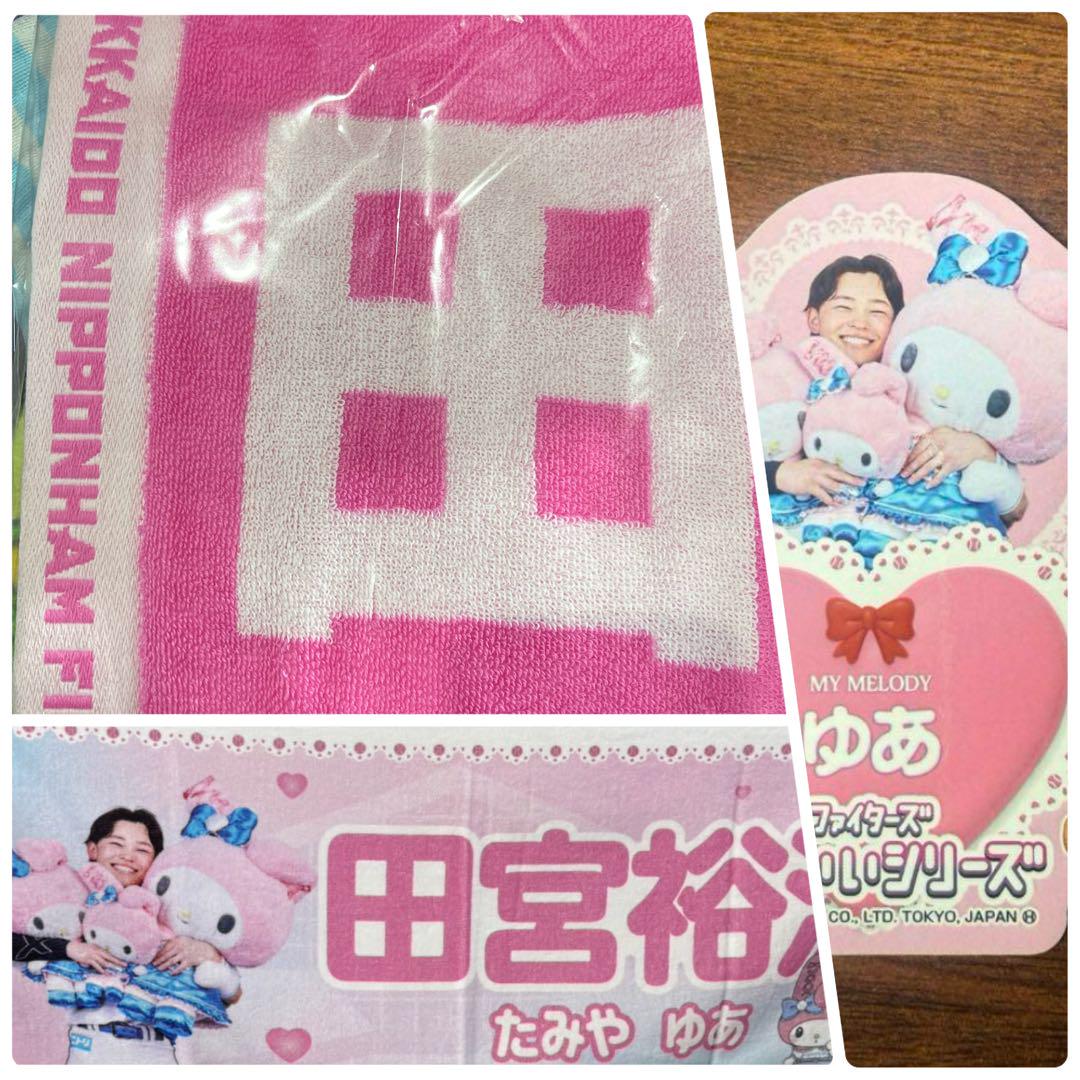 KKAIDO NIPPONHAM FI
田
田宮裕
たみや ゆあ
MY MELODY
ゆあ
ファイターズ
いいシリーズ
CO., LTD. TOKYO, JAPAN Ⓗ